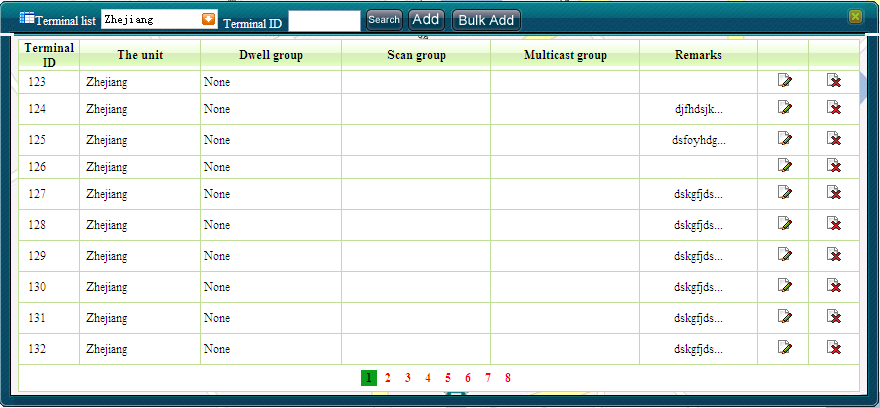 Terminal list Zhejiang Terminal ID Search Add Bulk Add
Terminal ID The unit Dwell group Scan group Multicast group Remarks
123 Zhejiang None
124 Zhejiang None djfhdsjk...
125 Zhejiang None dsfoyhdg...
126 Zhejiang None
127 Zhejiang None dskgfjds...
128 Zhejiang None dskgfjds...
129 Zhejiang None dskgfjds...
130 Zhejiang None dskgfjds...
131 Zhejiang None dskgfjds...
132 Zhejiang None dskgfjds...
1 2 3 4 5 6 7 8